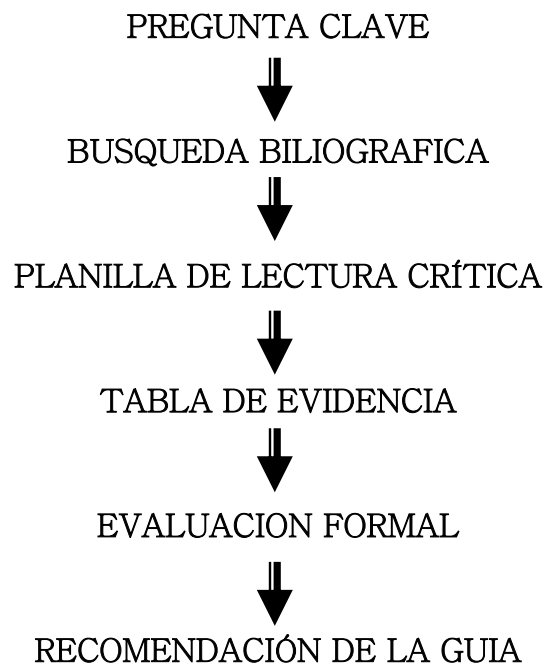 PREGUNTA CLAVE
BUSQUEDA BILIOGRAFICA
PLANILLA DE LECTURA CRÍTICA
TABLA DE EVIDENCIA
EVALUACION FORMAL
RECOMENDACIÓN DE LA GUIA